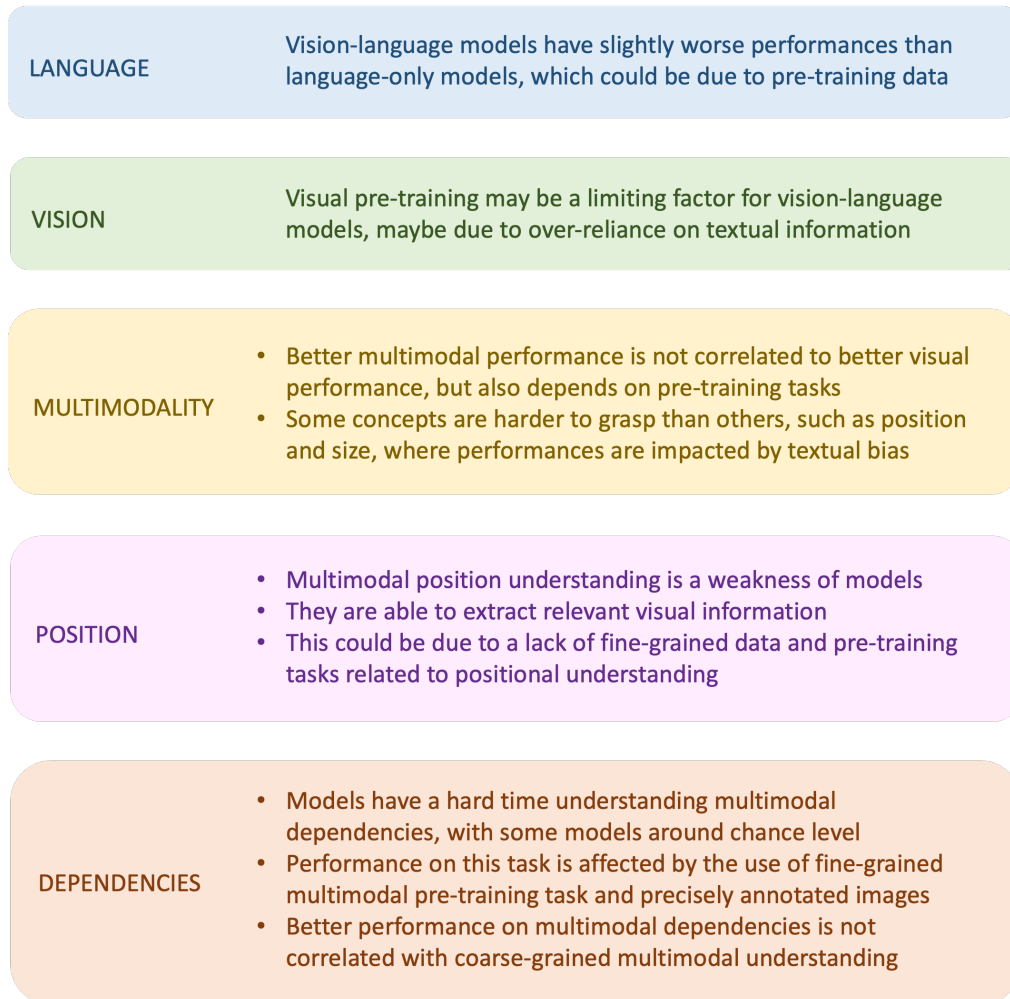 LANGUAGE
Vision-language models have slightly worse performances than
language-only models, which could be due to pre-training data
VISION
Visual pre-training may be a limiting factor for vision-language
models, maybe due to over-reliance on textual information
MULTIMODALITY
• Better multimodal performance is not correlated to better visual
performance, but also depends on pre-training tasks
• Some concepts are harder to grasp than others, such as position
and size, where performances are impacted by textual bias
POSITION
• Multimodal position understanding is a weakness of models
• They are able to extract relevant visual information
• This could be due to a lack of fine-grained data and pre-training
tasks related to positional understanding
DEPENDENCIES
• Models have a hard time understanding multimodal
dependencies, with some models around chance level
• Performance on this task is affected by the use of fine-grained
multimodal pre-training task and precisely annotated images
• Better performance on multimodal dependencies is not
correlated with coarse-grained multimodal understanding